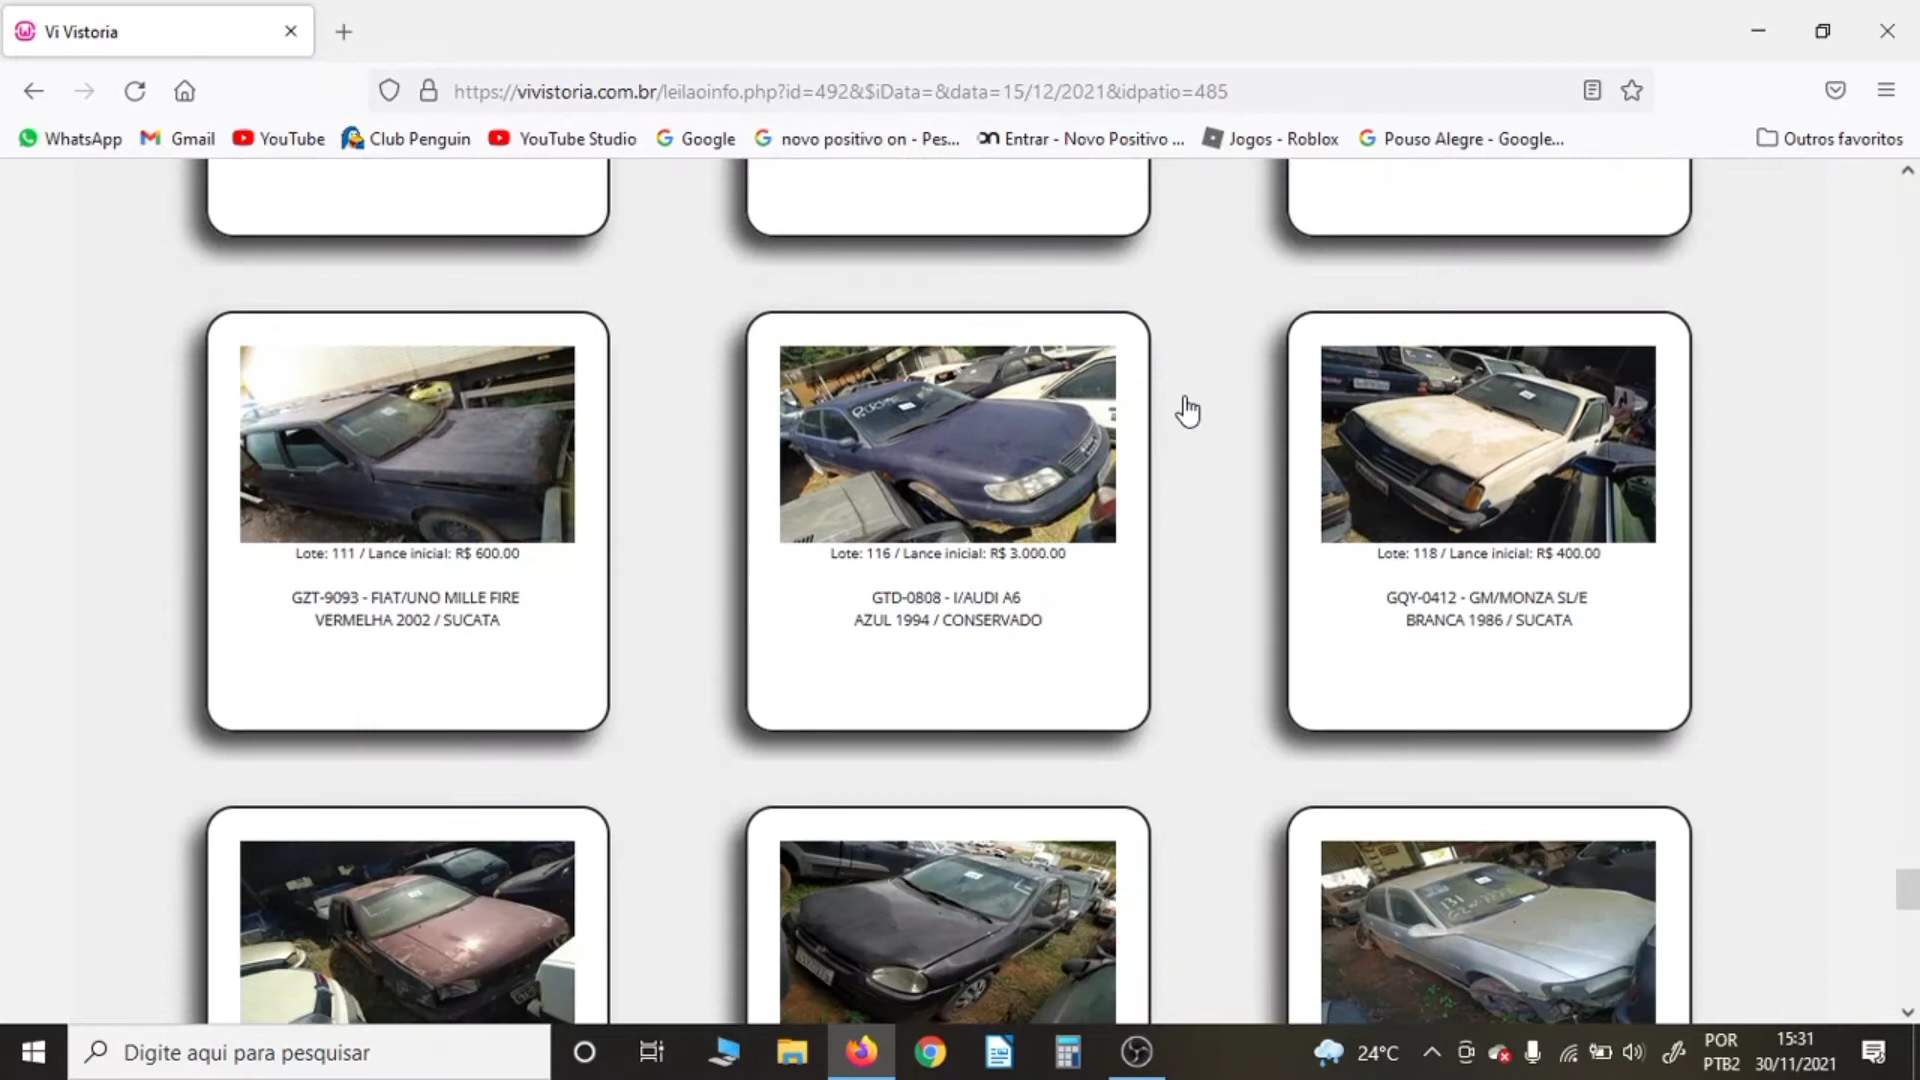 Vi Vistoria
https://vivistoria.com.br/leilaoinfo.php?id=492&$iData=&data=15/12/2021&idpatio=485
WhatsApp Gmail YouTube Club Penguin YouTube Studio Google novo positivo on - Pes... Entrar - Novo Positivo ... Jogos - Roblox Pouso Alegre - Google... Outros favoritos
Lote: 111 / Lance inicial: R$ 600.00
GZT-9093 - FIAT/UNO MILLE FIRE
VERMELHA 2002 / SUCATA
Lote: 116 / Lance inicial: R$ 3.000.00
GTD-0808 - I/AUDI A6
AZUL 1994 / CONSERVADO
Lote: 118 / Lance inicial: R$ 400.00
GQY-0412 - GM/MONZA SL/E
BRANCA 1986 / SUCATA
131
Digite aqui para pesquisar
24°C
POR
PTB2
15:31
30/11/2021